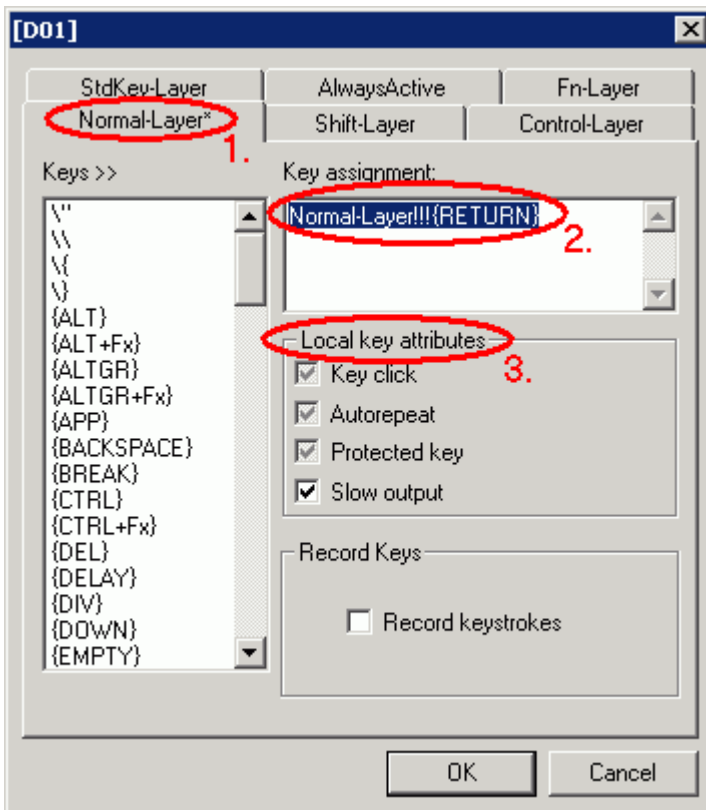 [D01]
StdKey-Layer AlwaysActive Fn-Layer
Normal-Layer* Shift-Layer Control-Layer
1.
Keys >>
\"
\\
\{
\}
{ALT}
{ALT+Fx}
{ALTGR}
{ALTGR+Fx}
{APP}
{BACKSPACE}
{BREAK}
{CTRL}
{CTRL+Fx}
{DEL}
{DELAY}
{DIV}
{DOWN}
{EMPTY}
Key assignment:
Normal-Layer!!!{RETURN}
2.
Local key attributes
3.
Key click
Autorepeat
Protected key
Slow output
Record Keys
Record keystrokes
OK Cancel